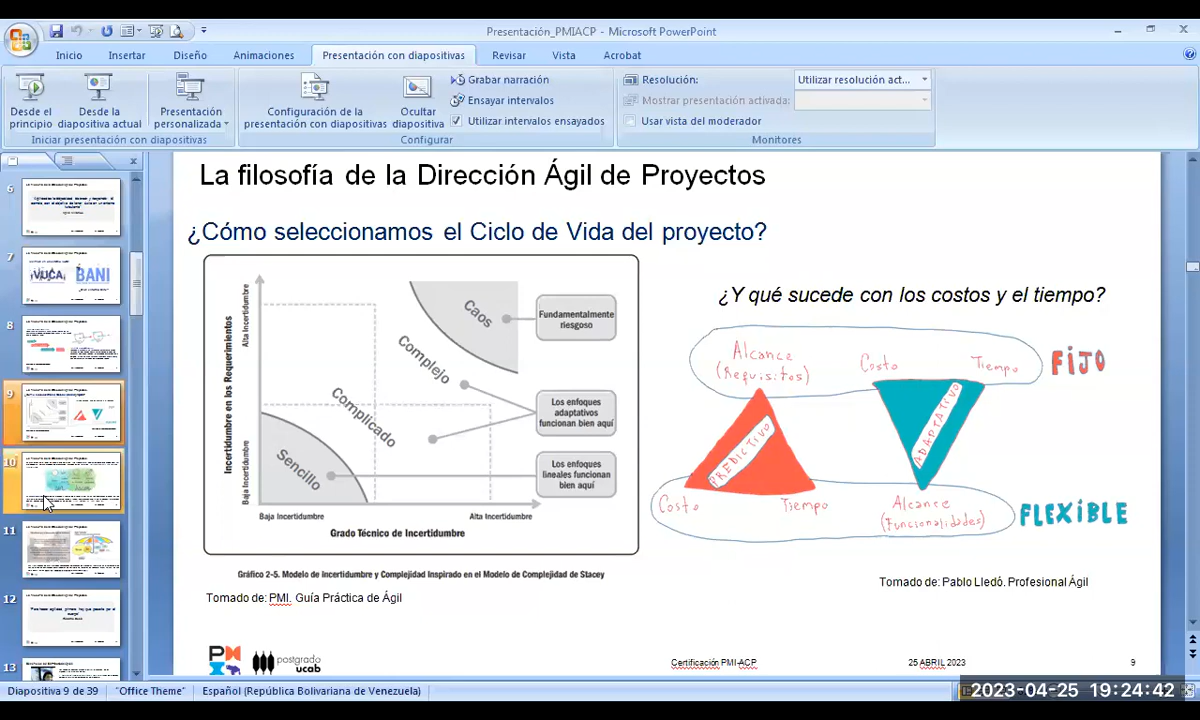 Presentación_PMIACP - Microsoft PowerPoint
Inicio Insertar Diseño Animaciones Presentación con diapositivas Revisar Vista Acrobat
Desde el principio
Desde la diapositiva actual
Presentación personalizada
Iniciar presentación con diapositivas
Configuración de la presentación con diapositivas
Ocultar diapositiva
Grabar narración
Ensayar intervalos
Utilizar intervalos ensayados
Configurar
Resolución: Utilizar resolución act...
Mostrar presentación activada:
Usar vista del moderador
Monitores
6
7
VUCA BANI
8
9
10
11
12
13
La filosofía de la Dirección Ágil de Proyectos
¿Cómo seleccionamos el Ciclo de Vida del proyecto?
Incertidumbre en los Requerimientos
Alta Incertidumbre
Baja Incertidumbre
Caos
Complejo
Complicado
Sencillo
Fundamentalmente
riesgoso
Los enfoques
adaptativos
funcionan bien aquí
Los enfoques
lineales funcionan
bien aquí
Baja Incertidumbre Alta Incertidumbre
Grado Técnico de Incertidumbre
Gráfico 2-5. Modelo de Incertidumbre y Complejidad Inspirado en el Modelo de Complejidad de Stacey
Tomado de: PMI. Guía Práctica de Ágil
¿Y qué sucede con los costos y el tiempo?
Alcance
(Requisitos)
Costo Tiempo
FIJO
PREDICTIVO
ADAPTATIVO
Costo Tiempo
Alcance
(Funcionalidades)
FLEXIBLE
Tomado de: Pablo Lledó. Profesional Ágil
PM
postgrado
ucab
Certificación PMI-ACP 25 ABRIL 2023 9
Diapositiva 9 de 39 "Office Theme" Español (República Bolivariana de Venezuela)
2023-04-25 19:24:42